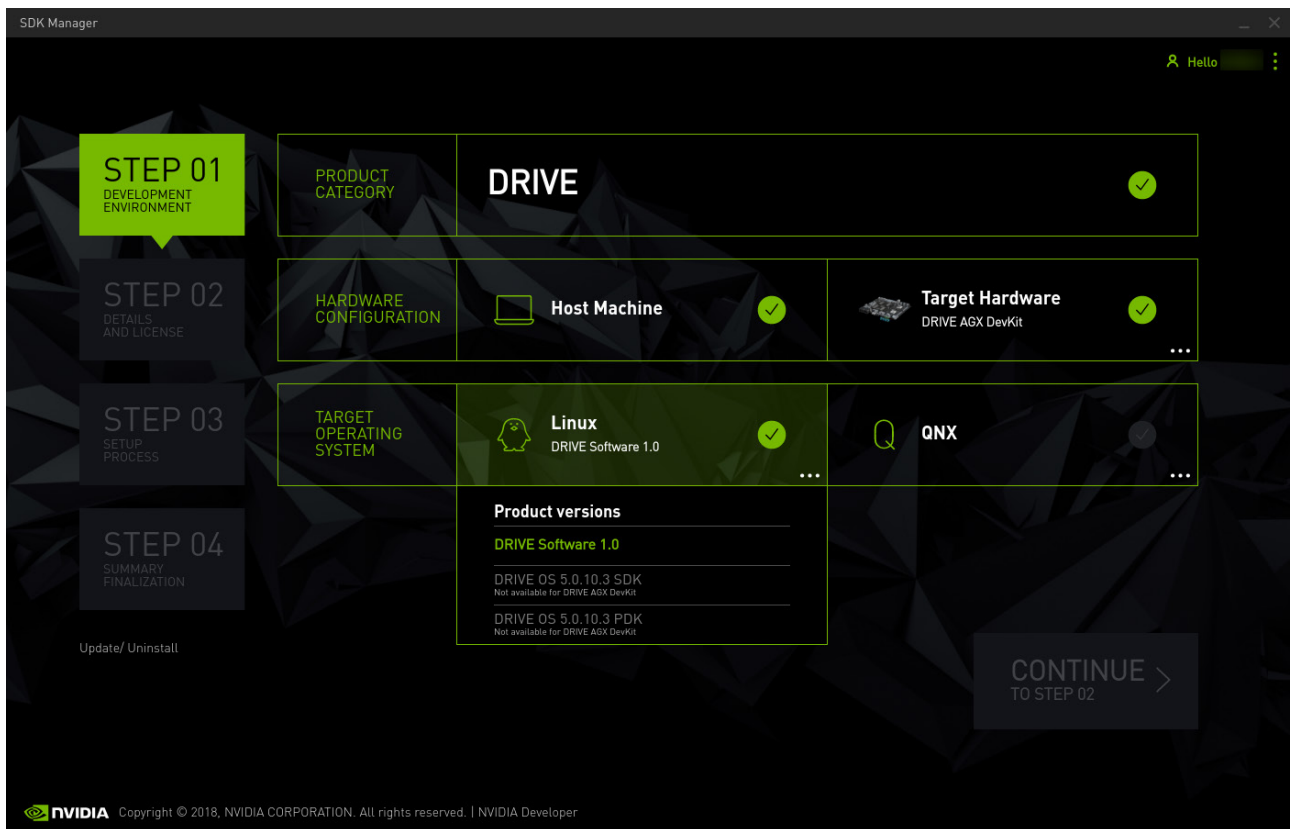 SDK Manager
Hello
STEP 01
DEVELOPMENT
ENVIRONMENT
PRODUCT
CATEGORY
DRIVE
STEP 02
DETAILS
AND LICENSE
HARDWARE
CONFIGURATION
Host Machine
Target Hardware
DRIVE AGX DevKit
STEP 03
SETUP
PROCESS
TARGET
OPERATING
SYSTEM
Linux
DRIVE Software 1.0
QNX
Product versions
DRIVE Software 1.0
DRIVE OS 5.0.10.3 SDK
Not available for DRIVE AGX DevKit
DRIVE OS 5.0.10.3 PDK
Not available for DRIVE AGX DevKit
STEP 04
SUMMARY
FINALIZATION
Update/ Uninstall
CONTINUE
TO STEP 02
NVIDIA Copyright © 2018, NVIDIA CORPORATION. All rights reserved. | NVIDIA Developer